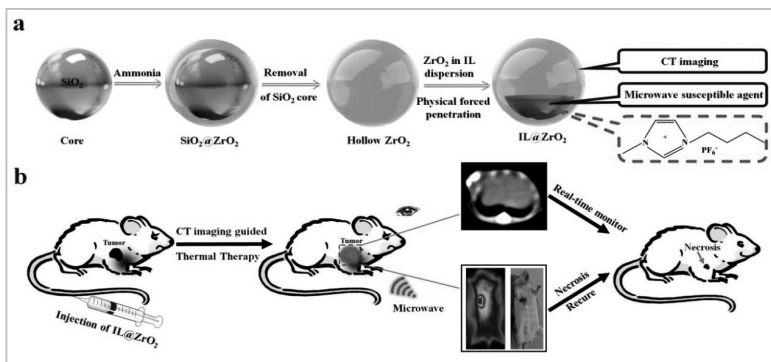 a
SiO2
Ammonia
Removal
of SiO2 core
ZrO2 in IL
dispersion
Physical forced
penetration
CT imaging
Microwave susceptible agent
Core
SiO2@ZrO2
Hollow ZrO2
IL@ZrO2
N
+
N
PF6-
b
Tumor
CT imaging guided
Thermal Therapy
Tumor
Real-time monitor
Necrosis
Microwave
Necrosis
Recure
Injection of IL@ZrO2